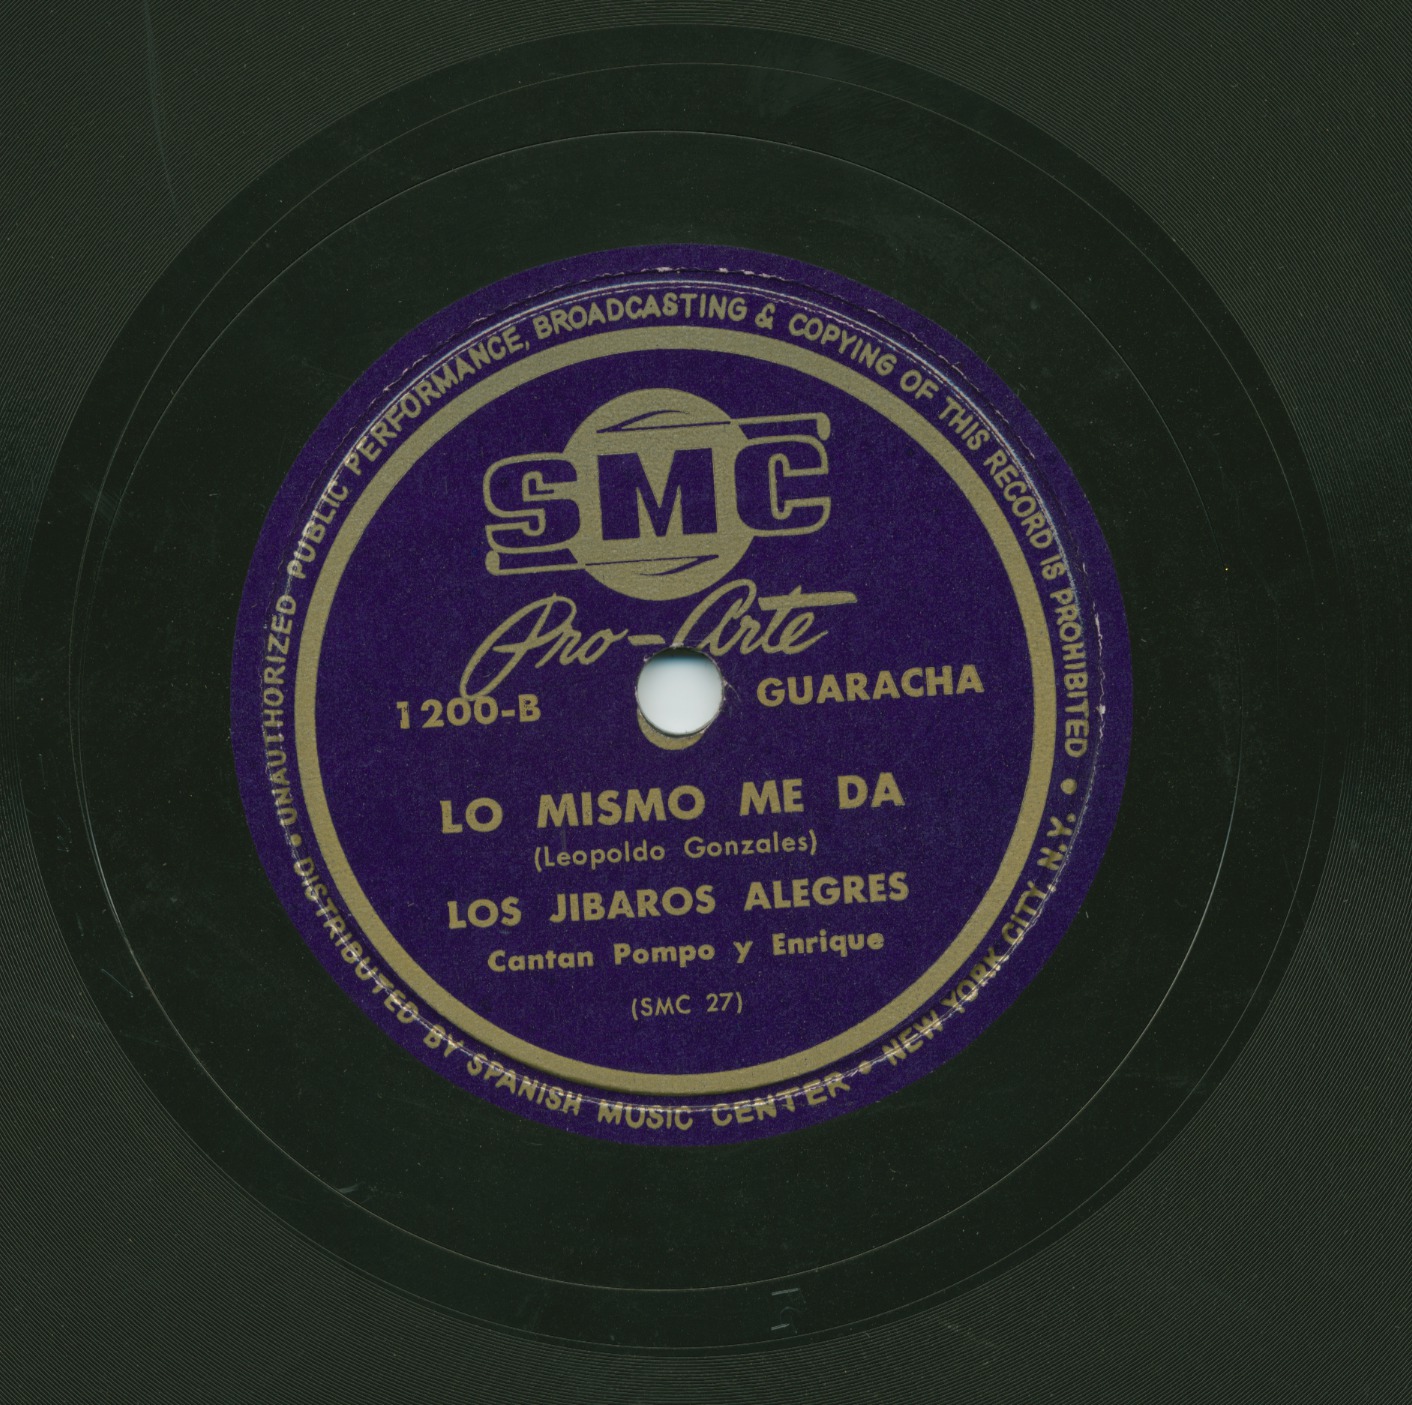 UNAUTHORIZED PUBLIC PERFORMANCE, BROADCASTING & COPYING OF THIS RECORD IS PROHIBITED
SMC
Pro-Arte
1200-B
GUARACHA
LO MISMO ME DA
(Leopoldo Gonzales)
LOS JIBAROS ALEGRES
Cantan Pompo y Enrique
(SMC 27)
• DISTRIBUTED BY SPANISH MUSIC CENTER • NEW YORK CITY, N.Y. •